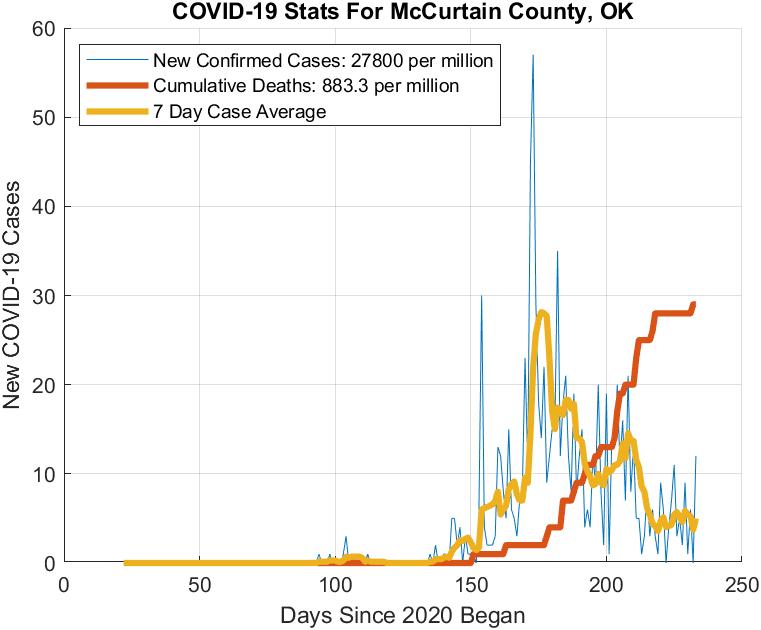 COVID-19 Stats For McCurtain County, OK
New Confirmed Cases: 27800 per million
Cumulative Deaths: 883.3 per million
7 Day Case Average
New COVID-19 Cases
60
50
40
30
20
10
0
0 50 100 150 200 250
Days Since 2020 Began